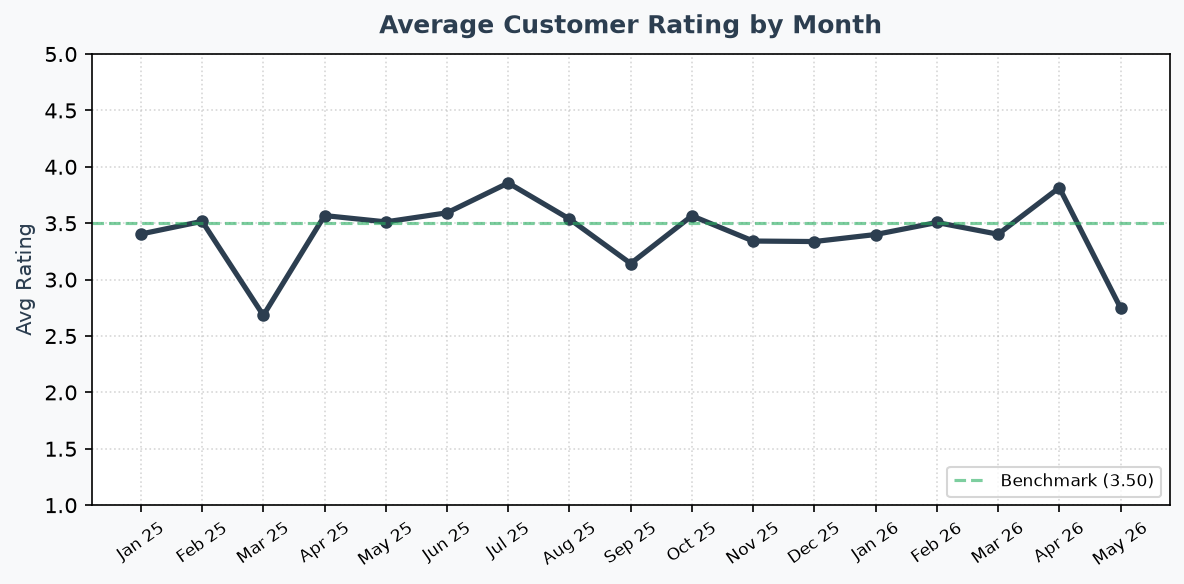 Average Customer Rating by Month
Avg Rating
5.0
4.5
4.0
3.5
3.0
2.5
2.0
1.5
1.0
Benchmark (3.50)
Jan 25
Feb 25
Mar 25
Apr 25
May 25
Jun 25
Jul 25
Aug 25
Sep 25
Oct 25
Nov 25
Dec 25
Jan 26
Feb 26
Mar 26
Apr 26
May 26